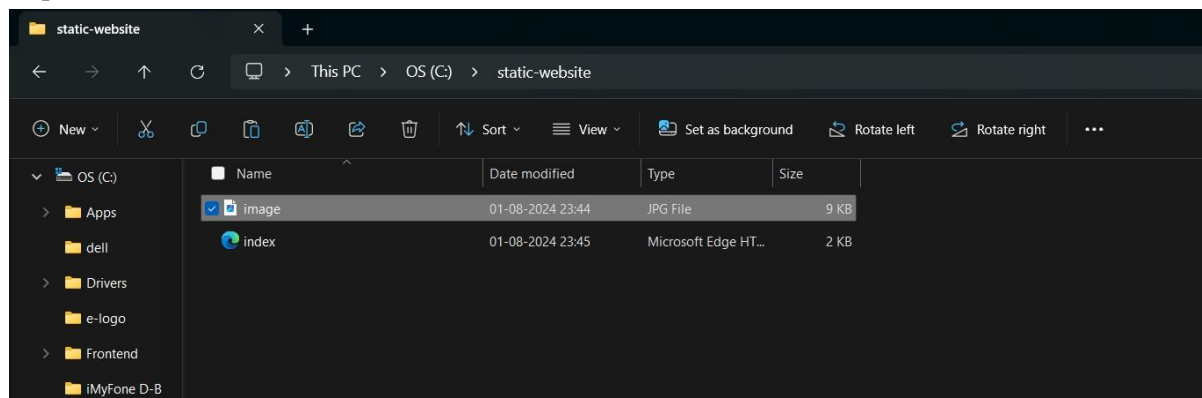 static-website
This PC > OS (C:) > static-website
New Sort View Set as background Rotate left Rotate right ...
OS (C:) Name Date modified Type Size
Apps image 01-08-2024 23:44 JPG File 9 KB
dell index 01-08-2024 23:45 Microsoft Edge HT... 2 KB
Drivers
e-logo
Frontend
iMyFone D-B